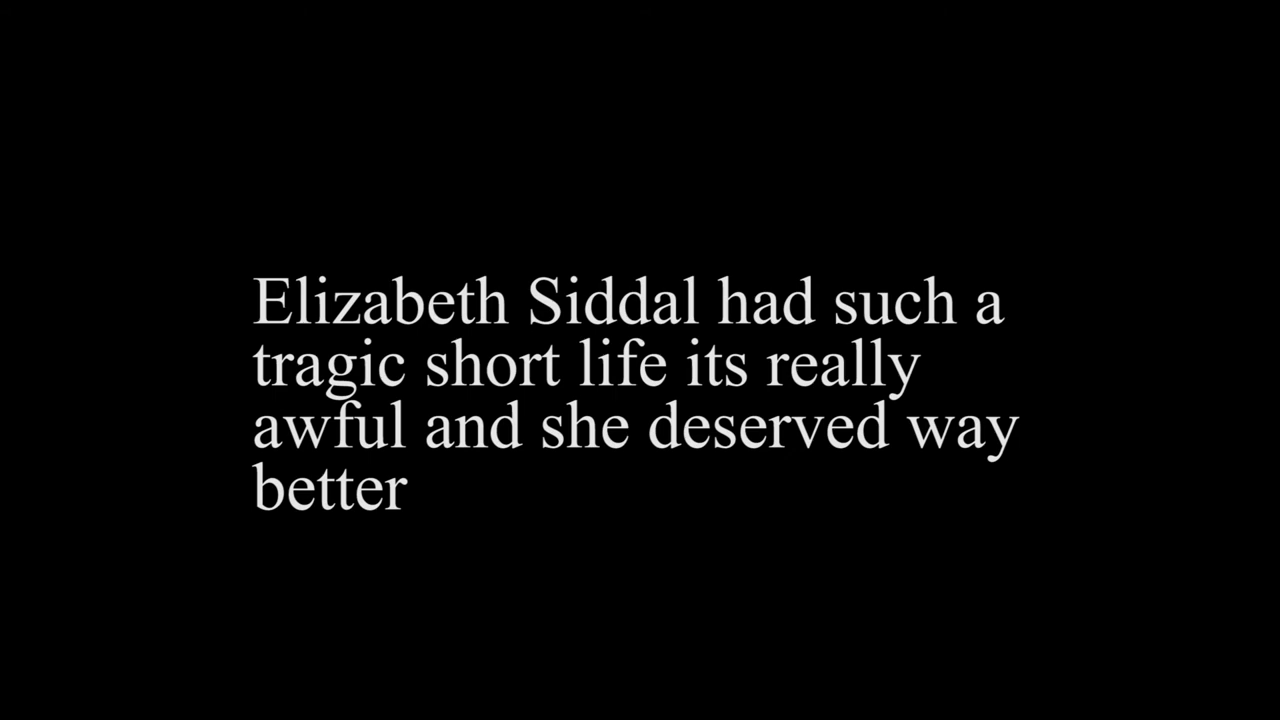 Elizabeth Siddal had such a
tragic short life its really
awful and she deserved way
better